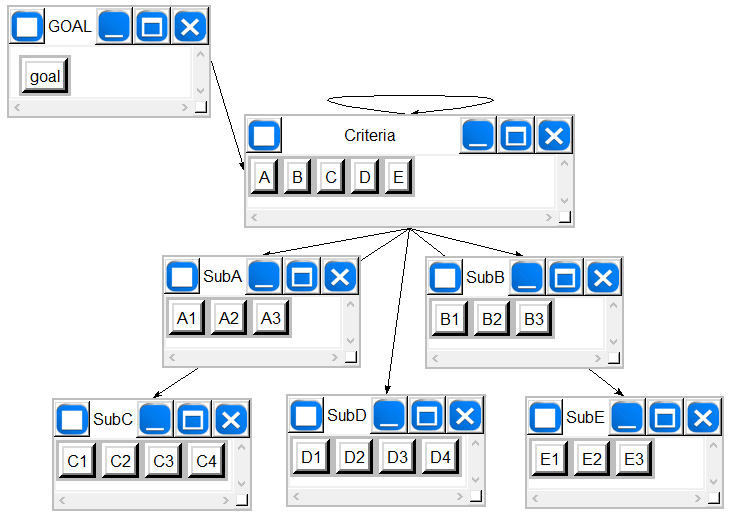 GOAL
goal
Criteria
A B C D E
SubA
A1 A2 A3
SubB
B1 B2 B3
SubC
C1 C2 C3 C4
SubD
D1 D2 D3 D4
SubE
E1 E2 E3